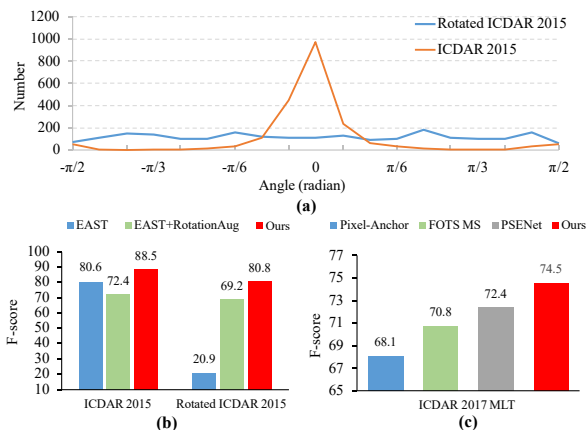 1200
1000
800
600
400
200
0
Number
Rotated ICDAR 2015
ICDAR 2015
-π/2 -π/3 -π/6 0 π/6 π/3 π/2
Angle (radian)
(a)
EAST EAST+RotationAug Ours
100
90
80
70
60
50
40
30
20
10
F-score
80.6 72.4 88.5
20.9 69.2 80.8
ICDAR 2015 Rotated ICDAR 2015
(b)
Pixel-Anchor FOTS MS PSENet Ours
77
75
73
71
69
67
65
F-score
68.1 70.8 72.4 74.5
ICDAR 2017 MLT
(c)